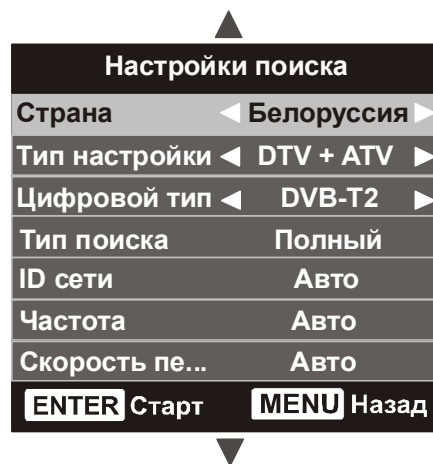 Настройки поиска
Страна Белоруссия
Тип настройки DTV + ATV
Цифровой тип DVB-T2
Тип поиска Полный
ID сети Авто
Частота Авто
Скорость пе... Авто
ENTER Старт MENU Назад